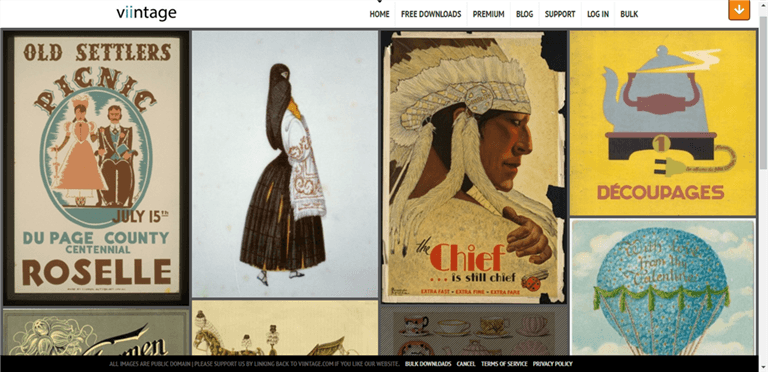 viintage
HOME FREE DOWNLOADS PREMIUM BLOG SUPPORT LOG IN BULK
OLD SETTLERS
PICNIC
JULY 15TH
DU PAGE COUNTY
CENTENNIAL
ROSELLE
the
Chief
... is still chief
EXTRA FAST • EXTRA FINE • EXTRA FARE
1
DÉCOUPAGES
ALL IMAGES ARE PUBLIC DOMAIN | PLEASE SUPPORT US BY LINKING BACK TO VIINTAGE.COM IF YOU LIKE OUR WEBSITE. BULK DOWNLOADS CANCEL TERMS OF SERVICE PRIVACY POLICY